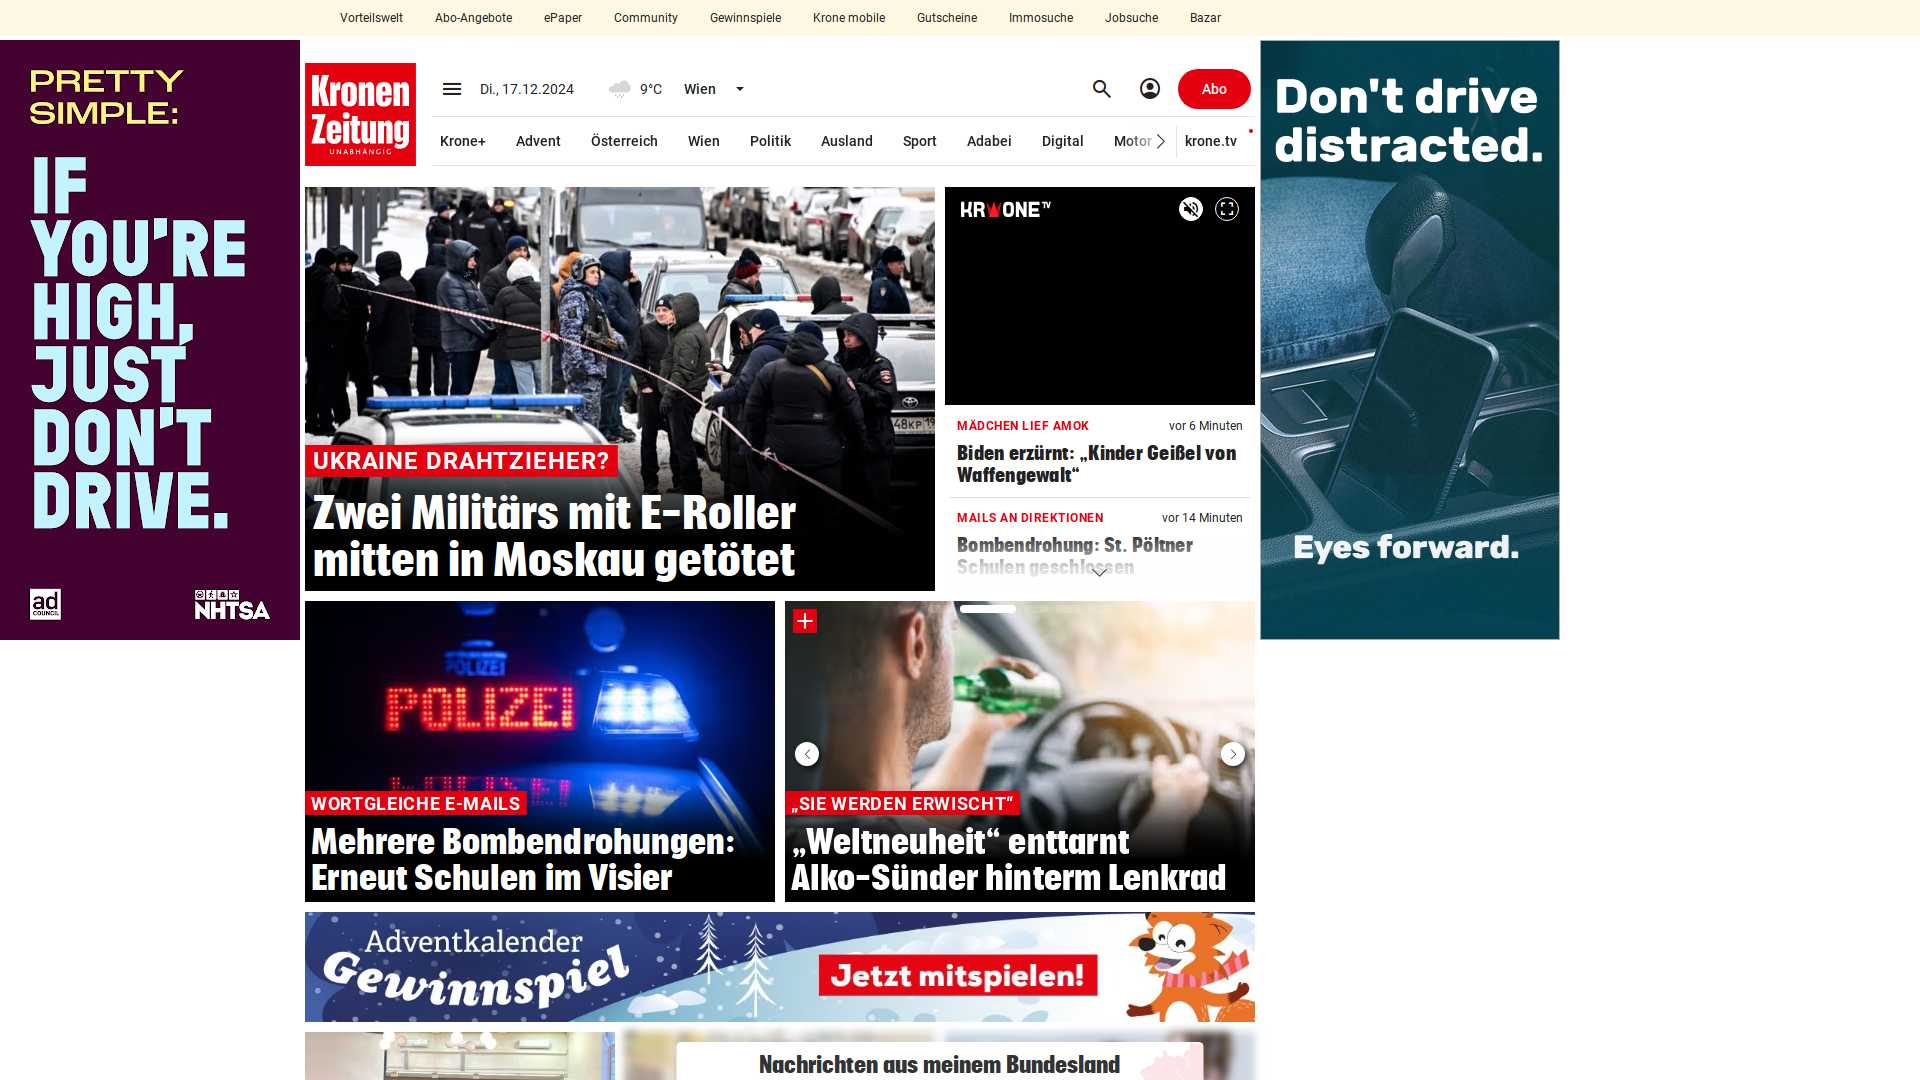 Vorteilswelt Abo-Angebote ePaper Community Gewinnspiele Krone mobile Gutscheine Immosuche Jobsuche Bazar
PRETTY
SIMPLE:
IF
YOU'RE
HIGH,
JUST
DON'T
DRIVE.
ad
COUNCIL
NHTSA
Kronen
Zeitung
UNABHÄNGIG
Di., 17.12.2024 9°C Wien
Abo
Krone+ Advent Österreich Wien Politik Ausland Sport Adabei Digital Motor krone.tv
UKRAINE DRAHTZIEHER?
Zwei Militärs mit E-Roller
mitten in Moskau getötet
KRONE TV
MÄDCHEN LIEF AMOK vor 6 Minuten
Biden erzürnt: „Kinder Geißel von
Waffengewalt“
MAILS AN DIREKTIONEN vor 14 Minuten
Bombendrohung: St. Pöltner
Schulen geschlossen
POLIZEI
POLIZEI
WORTGLEICHE E-MAILS
Mehrere Bombendrohungen:
Erneut Schulen im Visier
„SIE WERDEN ERWISCHT“
„Weltneuheit“ enttarnt
Alko-Sünder hinterm Lenkrad
Adventkalender
Gewinnspiel
Jetzt mitspielen!
Nachrichten aus meinem Bundesland
Don't drive
distracted.
Eyes forward.